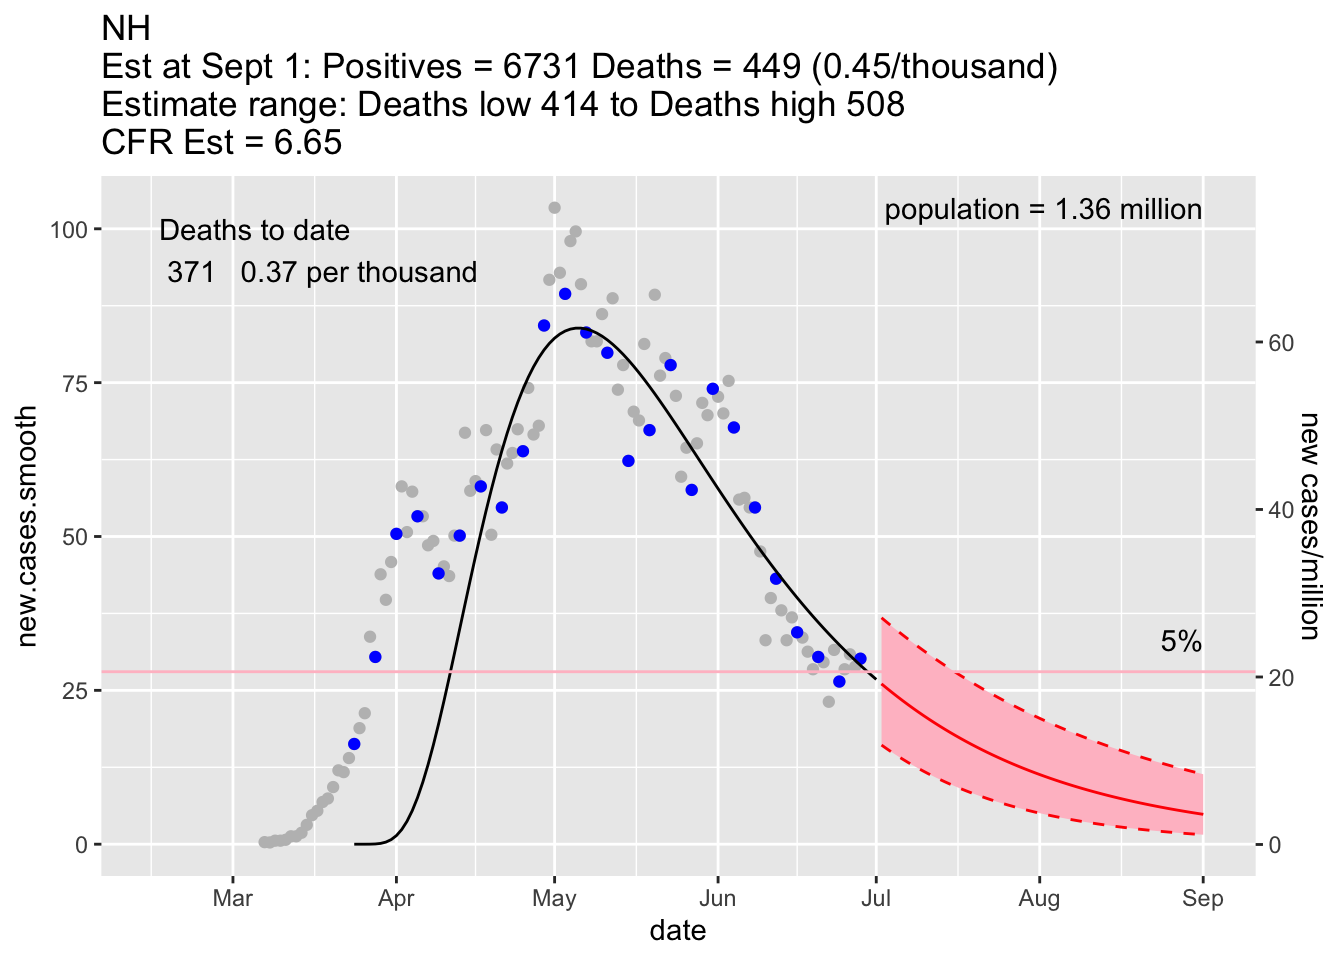 NH
Est at Sept 1: Positives = 6731 Deaths = 449 (0.45/thousand)
Estimate range: Deaths low 414 to Deaths high 508
CFR Est = 6.65
population = 1.36 million
Deaths to date
371 0.37 per thousand
5%
100
75
50
25
0
new.cases.smooth
60
40
20
0
new cases/million
Mar Apr May Jun Jul Aug Sep
date